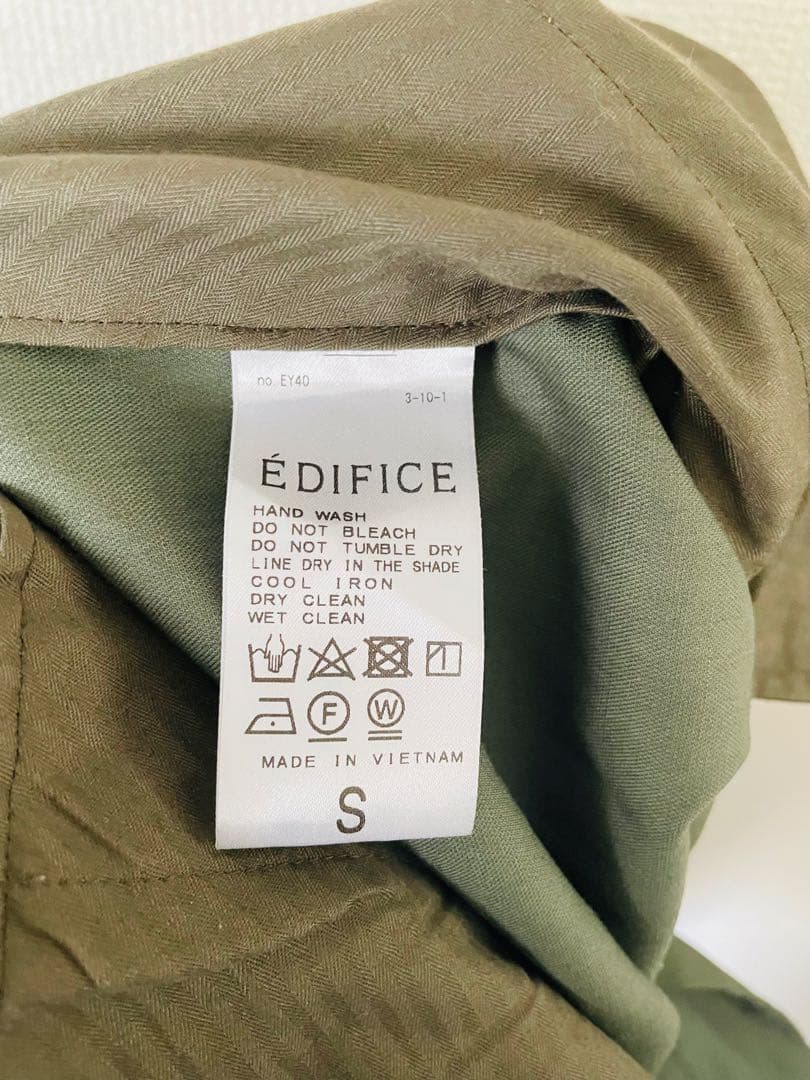 no. EY40
3-10-1
ÉDIFICE
HAND WASH
DO NOT BLEACH
DO NOT TUMBLE DRY
LINE DRY IN THE SHADE
COOL IRON
DRY CLEAN
WET CLEAN
F W
MADE IN VIETNAM
S